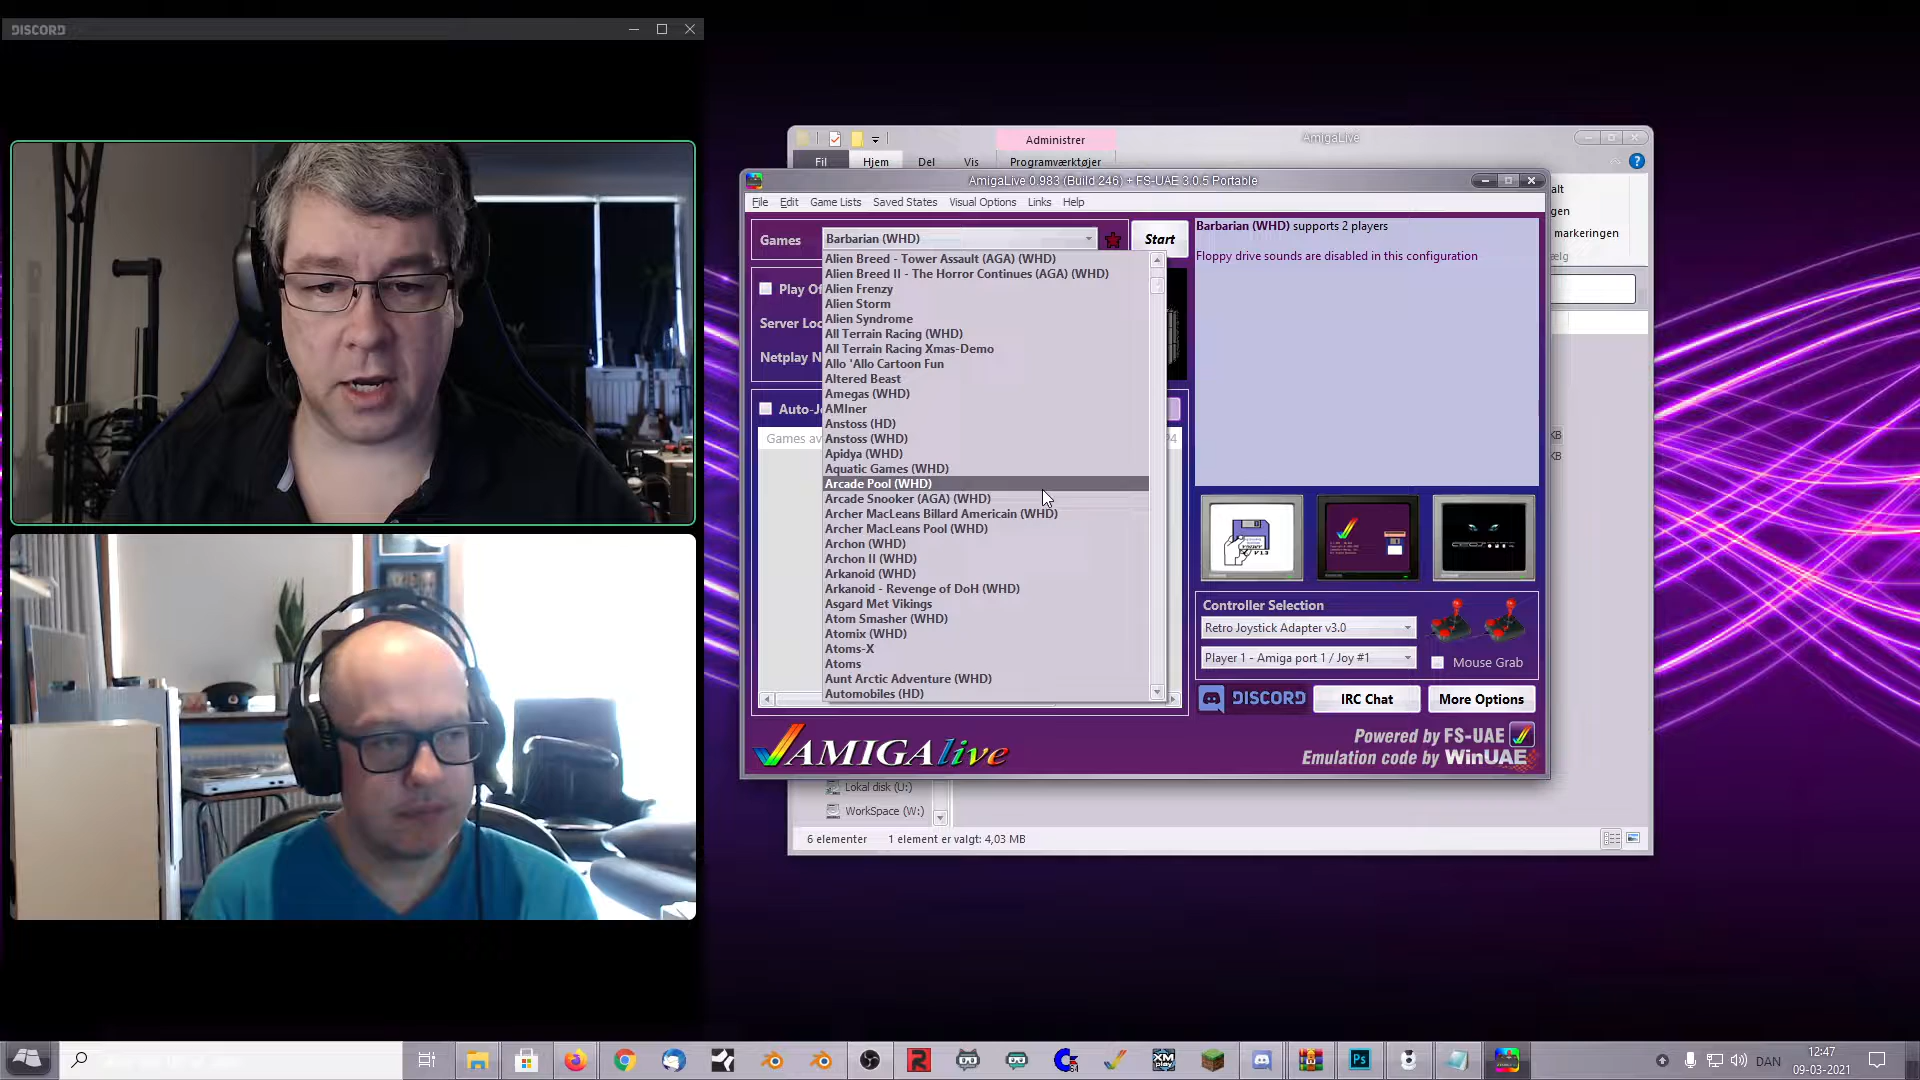 DISCORD
Administrer
AmigaLive
Fil
Hjem
Del
Vis
Programværktøjer
AmigaLive 0.983 (Build 246) + FS-UAE 3.0.5 Portable
File
Edit
Game Lists
Saved States
Visual Options
Links
Help
alt
gen
markeringen
Games
Barbarian (WHD)
Start
Barbarian (WHD) supports 2 players
Floppy drive sounds are disabled in this configuration
Play Of
Server Loc
Netplay N
Auto-J
Games av
Alien Breed - Tower Assault (AGA) (WHD)
Alien Breed II - The Horror Continues (AGA) (WHD)
Alien Frenzy
Alien Storm
Alien Syndrome
All Terrain Racing (WHD)
All Terrain Racing Xmas-Demo
Allo 'Allo Cartoon Fun
Altered Beast
Amegas (WHD)
AMIner
Anstoss (HD)
Anstoss (WHD)
Apidya (WHD)
Aquatic Games (WHD)
Arcade Pool (WHD)
Arcade Snooker (AGA) (WHD)
Archer MacLeans Billard Americain (WHD)
Archer MacLeans Pool (WHD)
Archon (WHD)
Archon II (WHD)
Arkanoid (WHD)
Arkanoid - Revenge of DoH (WHD)
Asgard Met Vikings
Atom Smasher (WHD)
Atomix (WHD)
Atoms-X
Atoms
Aunt Arctic Adventure (WHD)
Automobiles (HD)
KB
KB
Controller Selection
Retro Joystick Adapter v3.0
Player 1 - Amiga port 1 / Joy #1
Mouse Grab
DISCORD
IRC Chat
More Options
AMIGAlive
Powered by FS-UAE
Emulation code by WinUAE
Lokal disk (U:)
WorkSpace (W:)
6 elementer
1 element er valgt: 4,03 MB
DAN
12:47
09-03-2021